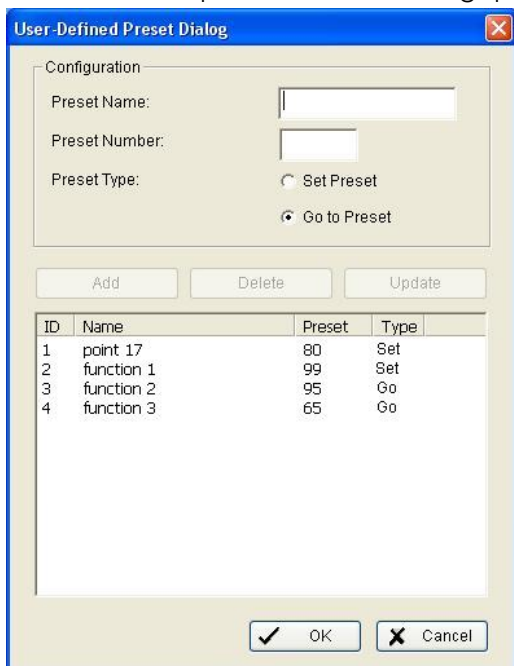 User-Defined Preset Dialog
Configuration
Preset Name:
Preset Number:
Preset Type: Set Preset
Go to Preset
Add Delete Update
ID Name Preset Type
1 point 17 80 Set
2 function 1 99 Set
3 function 2 95 Go
4 function 3 65 Go
OK Cancel